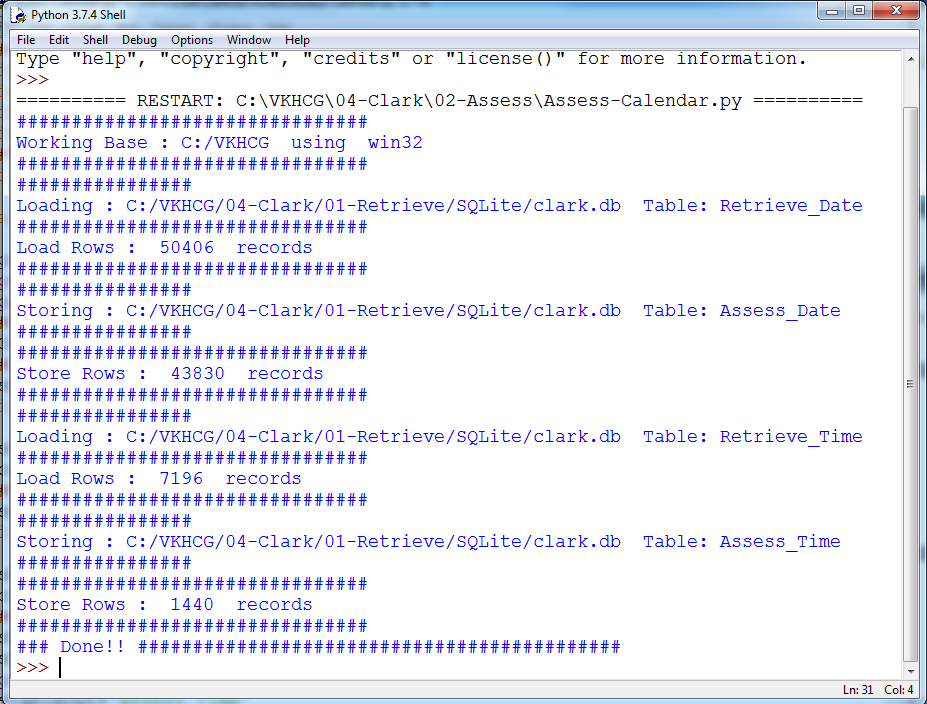 Python 3.7.4 Shell
File Edit Shell Debug Options Window Help
Type "help", "copyright", "credits" or "license()" for more information.
>>>
========== RESTART: C:\VKHCG\04-Clark\02-Assess\Assess-Calendar.py ==========
################################
Working Base : C:/VKHCG  using  win32
################################
################
Loading : C:/VKHCG/04-Clark/01-Retrieve/SQLite/clark.db  Table: Retrieve_Date
################################
Load Rows :  50406  records
################################
################
Storing : C:/VKHCG/04-Clark/01-Retrieve/SQLite/clark.db  Table: Assess_Date
################
################################
Store Rows :  43830  records
################################
################
Loading : C:/VKHCG/04-Clark/01-Retrieve/SQLite/clark.db  Table: Retrieve_Time
################################
Load Rows :  7196  records
################################
################
Storing : C:/VKHCG/04-Clark/01-Retrieve/SQLite/clark.db  Table: Assess_Time
################
################################
Store Rows :  1440  records
################################
### Done!! ############################################
>>>
Ln: 31 Col: 4